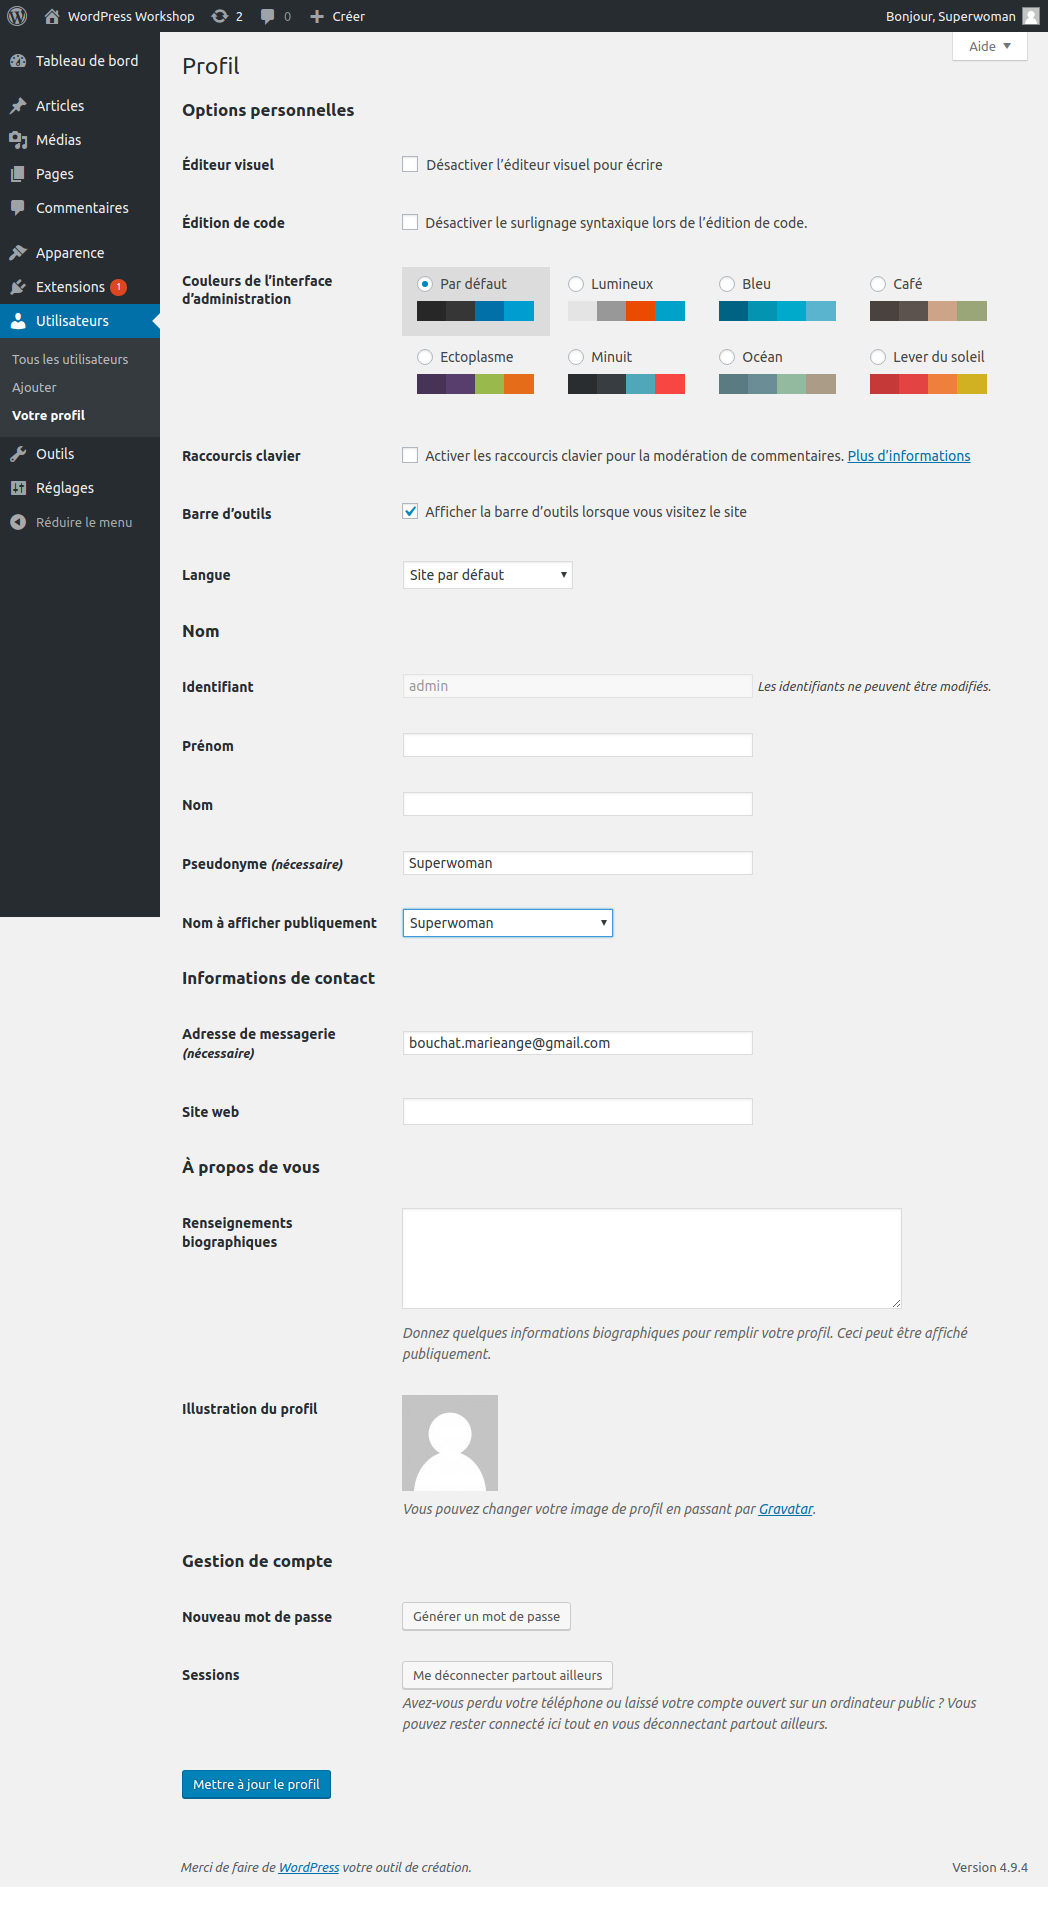 WordPress Workshop 2 0 Créer Bonjour, Superwoman
Aide
Tableau de bord
Articles
Médias
Pages
Commentaires
Apparence
Extensions 1
Utilisateurs
Tous les utilisateurs
Ajouter
Votre profil
Outils
Réglages
Réduire le menu
Profil
Options personnelles
Éditeur visuel Désactiver l’éditeur visuel pour écrire
Édition de code Désactiver le surlignage syntaxique lors de l’édition de code.
Couleurs de l’interface
d’administration
Par défaut Lumineux Bleu Café
Ectoplasme Minuit Océan Lever du soleil
Raccourcis clavier Activer les raccourcis clavier pour la modération de commentaires. Plus d’informations
Barre d’outils Afficher la barre d’outils lorsque vous visitez le site
Langue Site par défaut
Nom
Identifiant admin Les identifiants ne peuvent être modifiés.
Prénom
Nom
Pseudonyme (nécessaire) Superwoman
Nom à afficher publiquement Superwoman
Informations de contact
Adresse de messagerie
(nécessaire)
bouchat.marieange@gmail.com
Site web
À propos de vous
Renseignements
biographiques
Donnez quelques informations biographiques pour remplir votre profil. Ceci peut être affiché
publiquement.
Illustration du profil
Vous pouvez changer votre image de profil en passant par Gravatar.
Gestion de compte
Nouveau mot de passe Générer un mot de passe
Sessions Me déconnecter partout ailleurs
Avez-vous perdu votre téléphone ou laissé votre compte ouvert sur un ordinateur public ? Vous
pouvez rester connecté ici tout en vous déconnectant partout ailleurs.
Mettre à jour le profil
Merci de faire de WordPress votre outil de création. Version 4.9.4